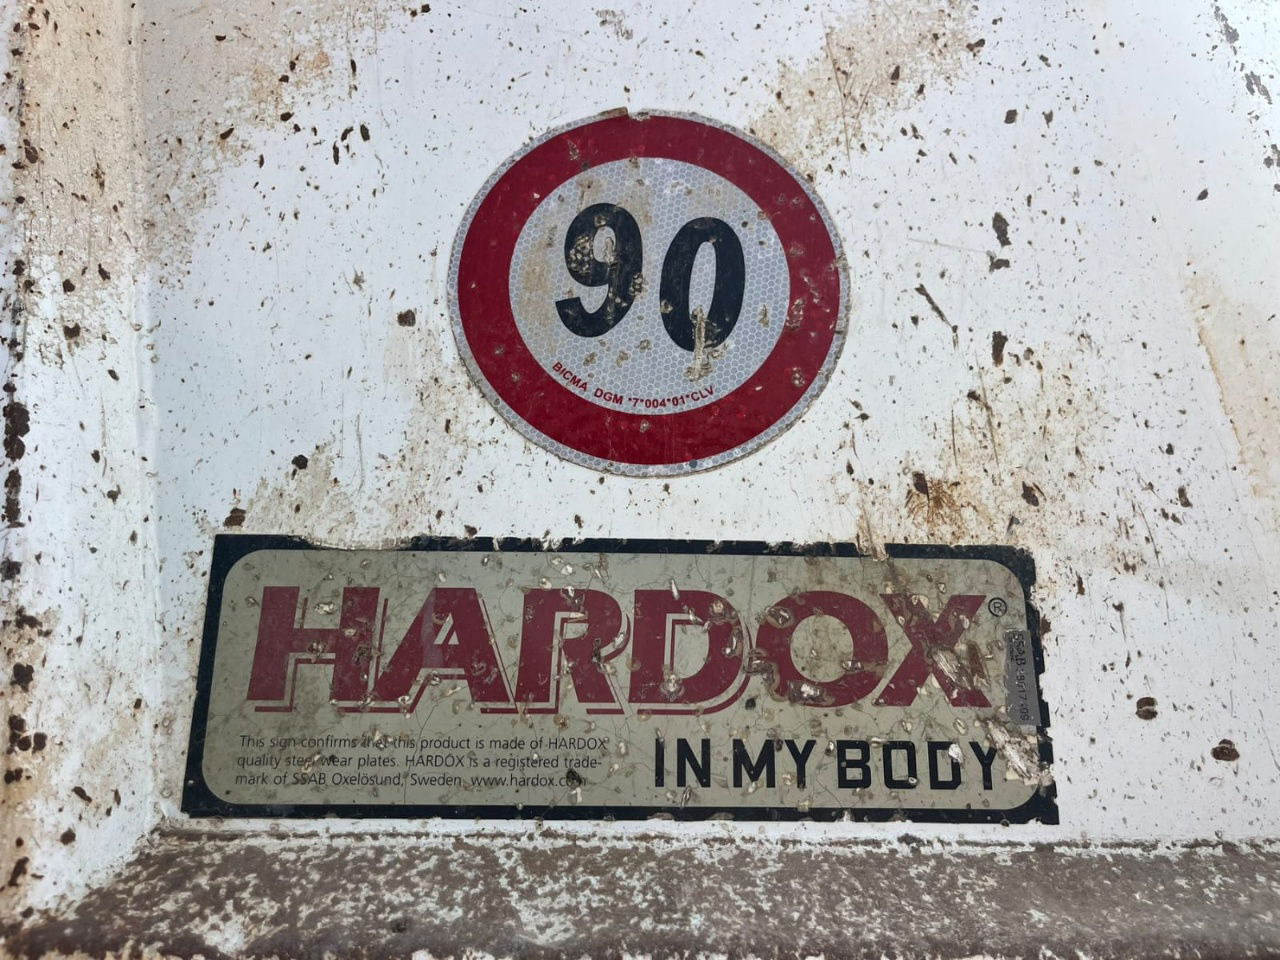 90
BICMA DGM *7*004*01*CLV
HARDOX®
This sign confirms that this product is made of HARDOX
quality steel wear plates. HARDOX is a registered trade-
mark of SSAB Oxelösund, Sweden. www.hardox.com
IN MY BODY
SSAB